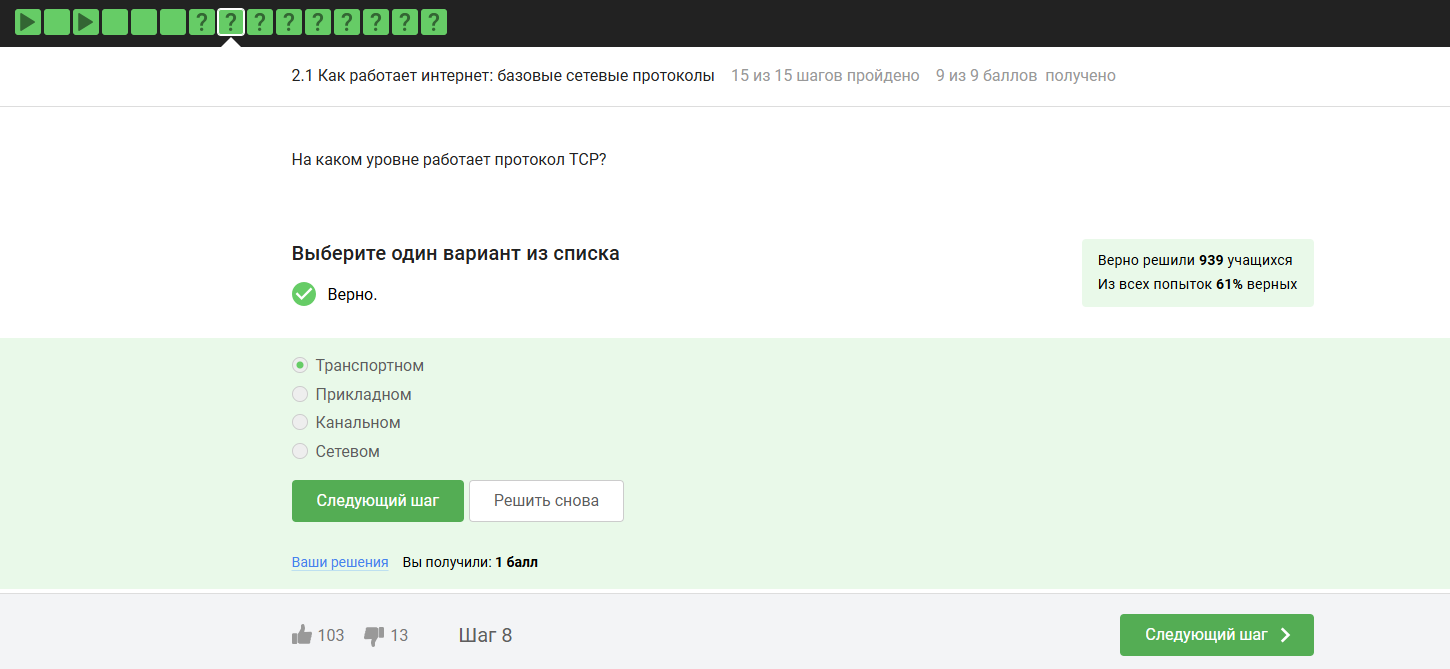 ? ? ? ? ? ? ? ? ?
2.1 Как работает интернет: базовые сетевые протоколы 15 из 15 шагов пройдено 9 из 9 баллов получено
На каком уровне работает протокол TCP?
Выберите один вариант из списка
Верно.
Верно решили 939 учащихся
Из всех попыток 61% верных
Транспортном
Прикладном
Канальном
Сетевом
Следующий шаг Решить снова
Ваши решения Вы получили: 1 балл
103 13 Шаг 8 Следующий шаг